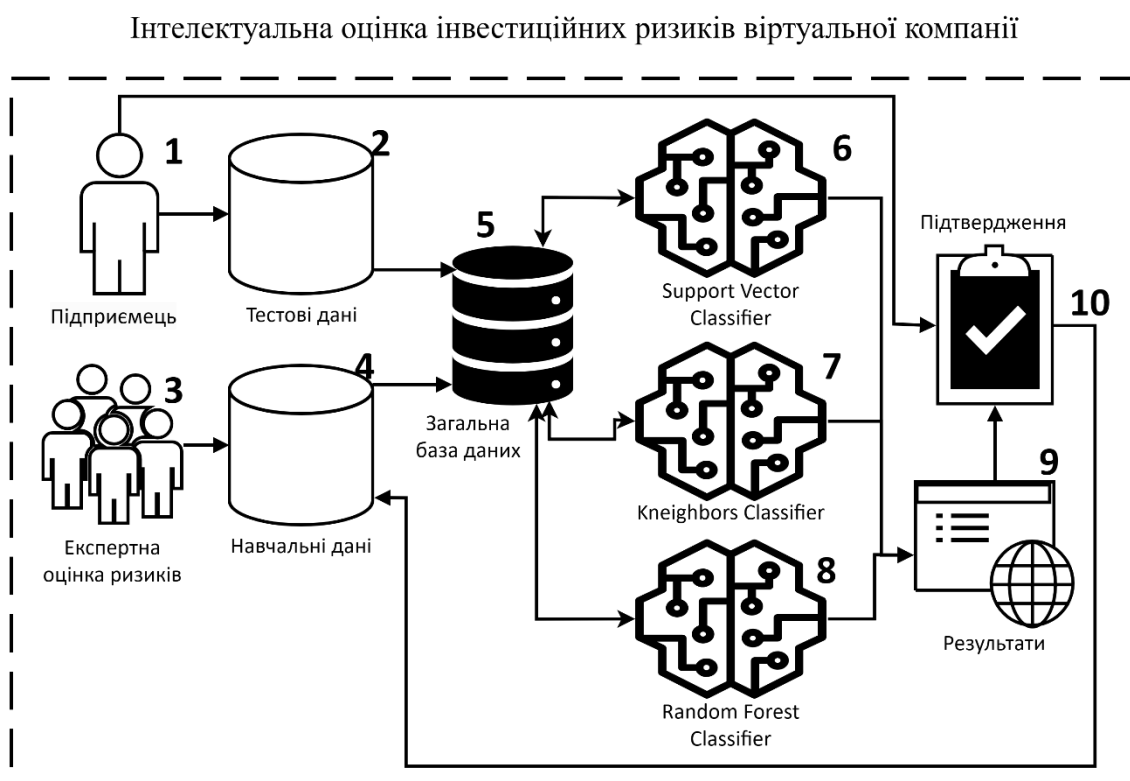 Інтелектуальна оцінка інвестиційних ризиків віртуальної компанії
1
2
Підприємець
Тестові дані
3
4
Експертна
оцінка ризиків
Навчальні дані
5
Загальна
база даних
6
Support Vector
Classifier
7
Kneighbors Classifier
8
Random Forest
Classifier
Підтвердження
10
9
Результати